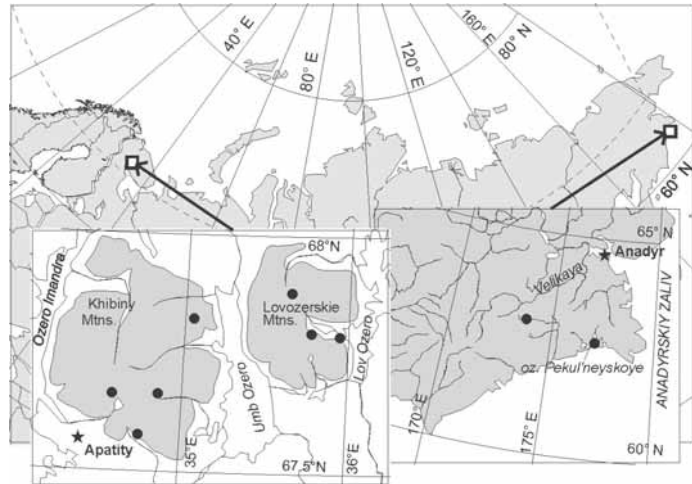 40° E
80° E
120° E
160° E
80° N
60° N
68° N
Ozero Imandra
Khibiny
Mtns.
Lovozerskie
Mtns.
Lov Ozero
Umb Ozero
Apatity
35° E
67.5° N
36° E
65° N
Anadyr
Velikaya
oz. Pekul'neyskoye
ANADYRSKIY ZALIV
170° E
175° E
60° N